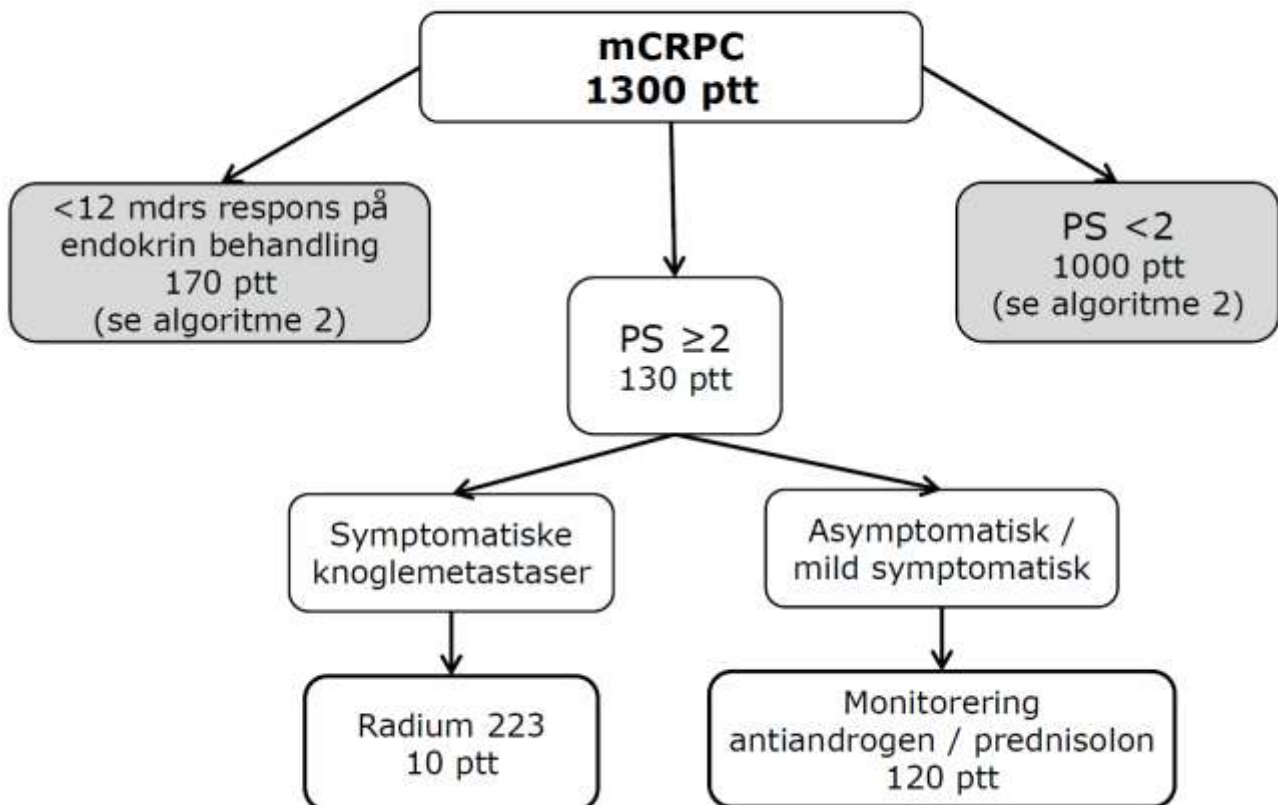 mCRPC
1300 ptt
<12 mdrs respons på
endokrin behandling
170 ptt
(se algoritme 2)
PS <2
1000 ptt
(se algoritme 2)
PS ≥2
130 ptt
Symptomatiske
knoglemetastaser
Asymptomatisk /
mild symptomatisk
Radium 223
10 ptt
Monitorering
antiandrogen / prednisolon
120 ptt